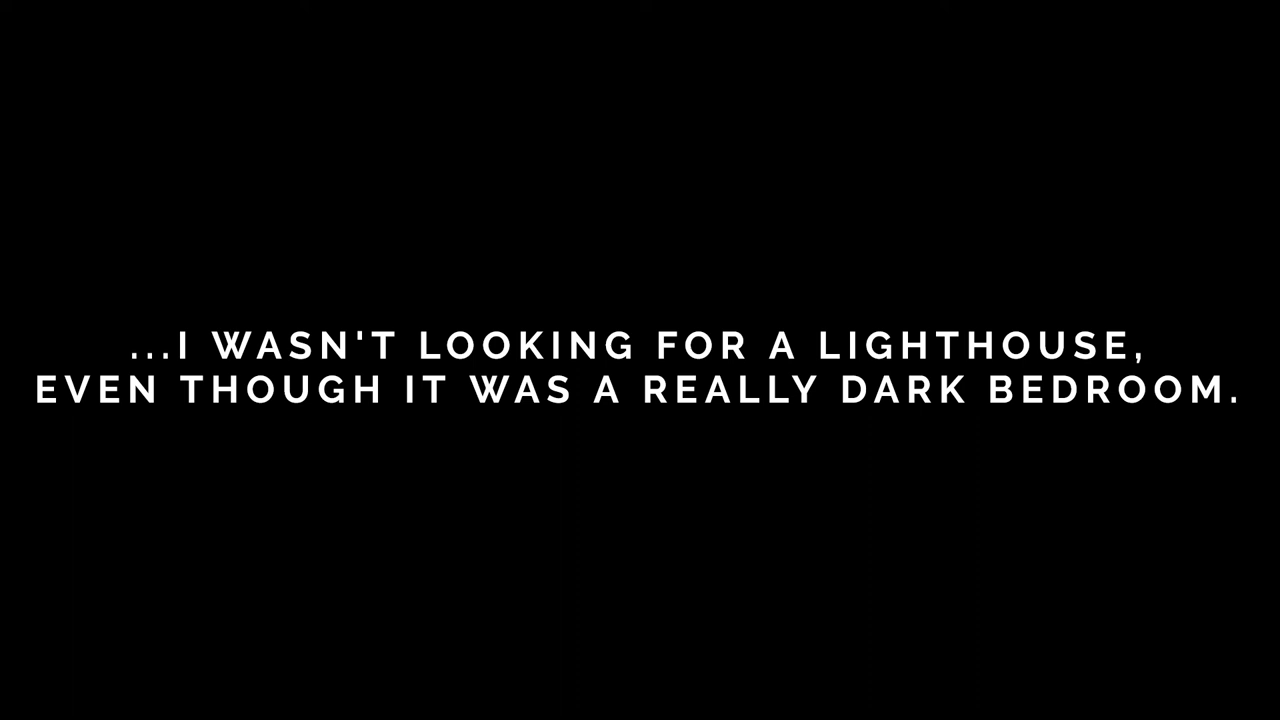 ...I WASN'T LOOKING FOR A LIGHTHOUSE,
EVEN THOUGH IT WAS A REALLY DARK BEDROOM.